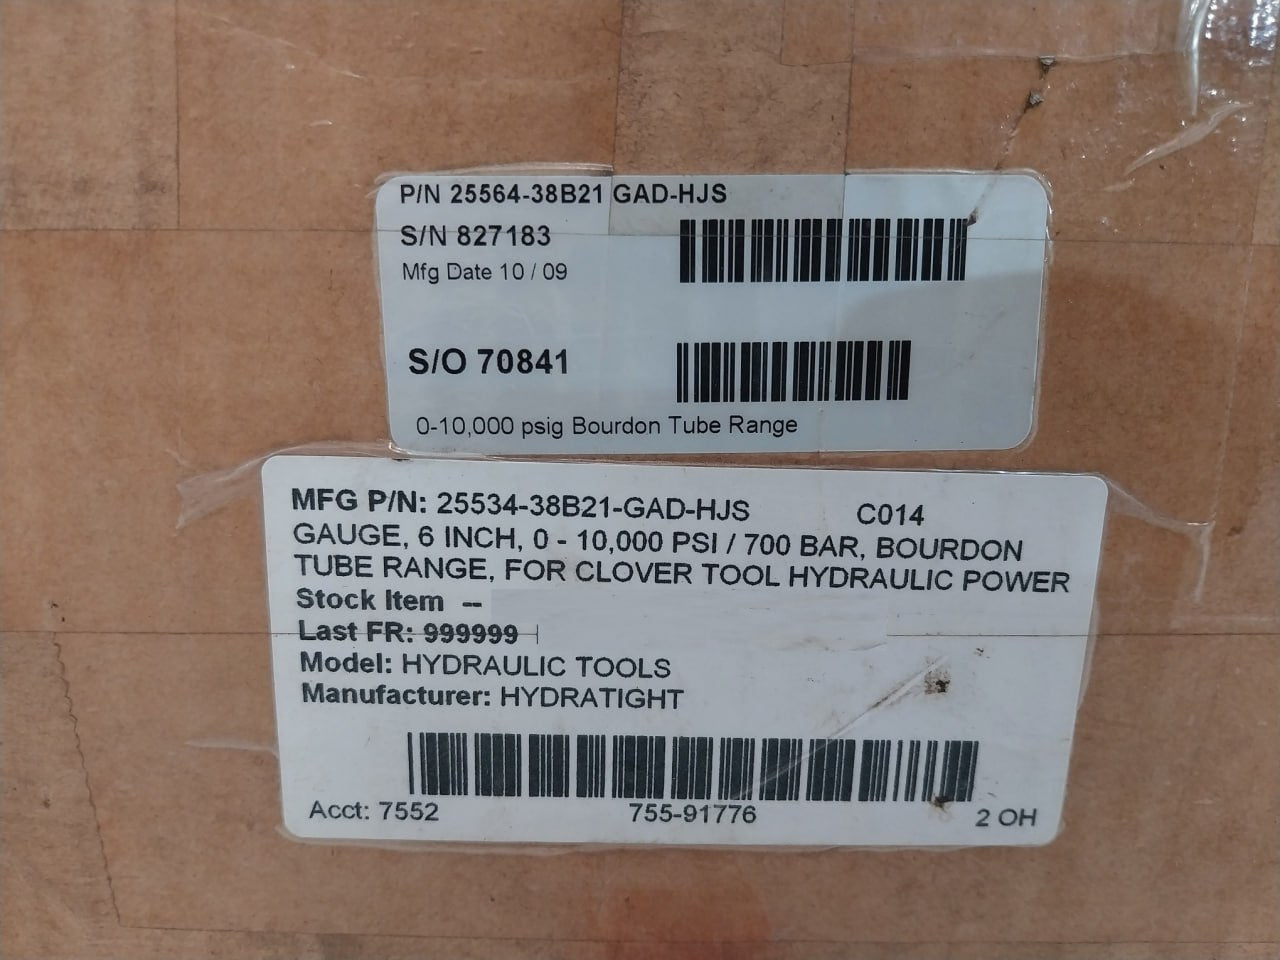 P/N 25564-38B21 GAD-HJS
S/N 827183
Mfg Date 10 / 09
S/O 70841
0-10,000 psig Bourdon Tube Range
MFG P/N: 25534-38B21-GAD-HJS C014
GAUGE, 6 INCH, 0 - 10,000 PSI / 700 BAR, BOURDON
TUBE RANGE, FOR CLOVER TOOL HYDRAULIC POWER
Stock Item --
Last FR: 999999
Model: HYDRAULIC TOOLS
Manufacturer: HYDRATIGHT
Acct: 7552 755-91776 2 OH